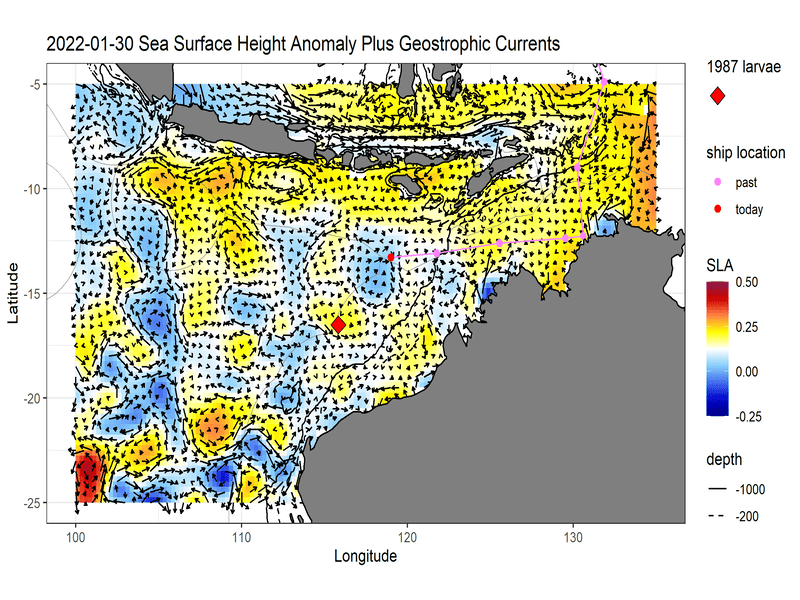 2022-01-30 Sea Surface Height Anomaly Plus Geostrophic Currents
1987 larvae
ship location
past
today
SLA
0.50
0.25
0.00
-0.25
depth
-1000
-200
Latitude
-5
-10
-15
-20
-25
100
110
120
130
Longitude